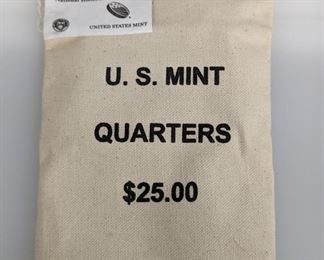 UNITED STATES MINT
U. S. MINT
QUARTERS
$25.00